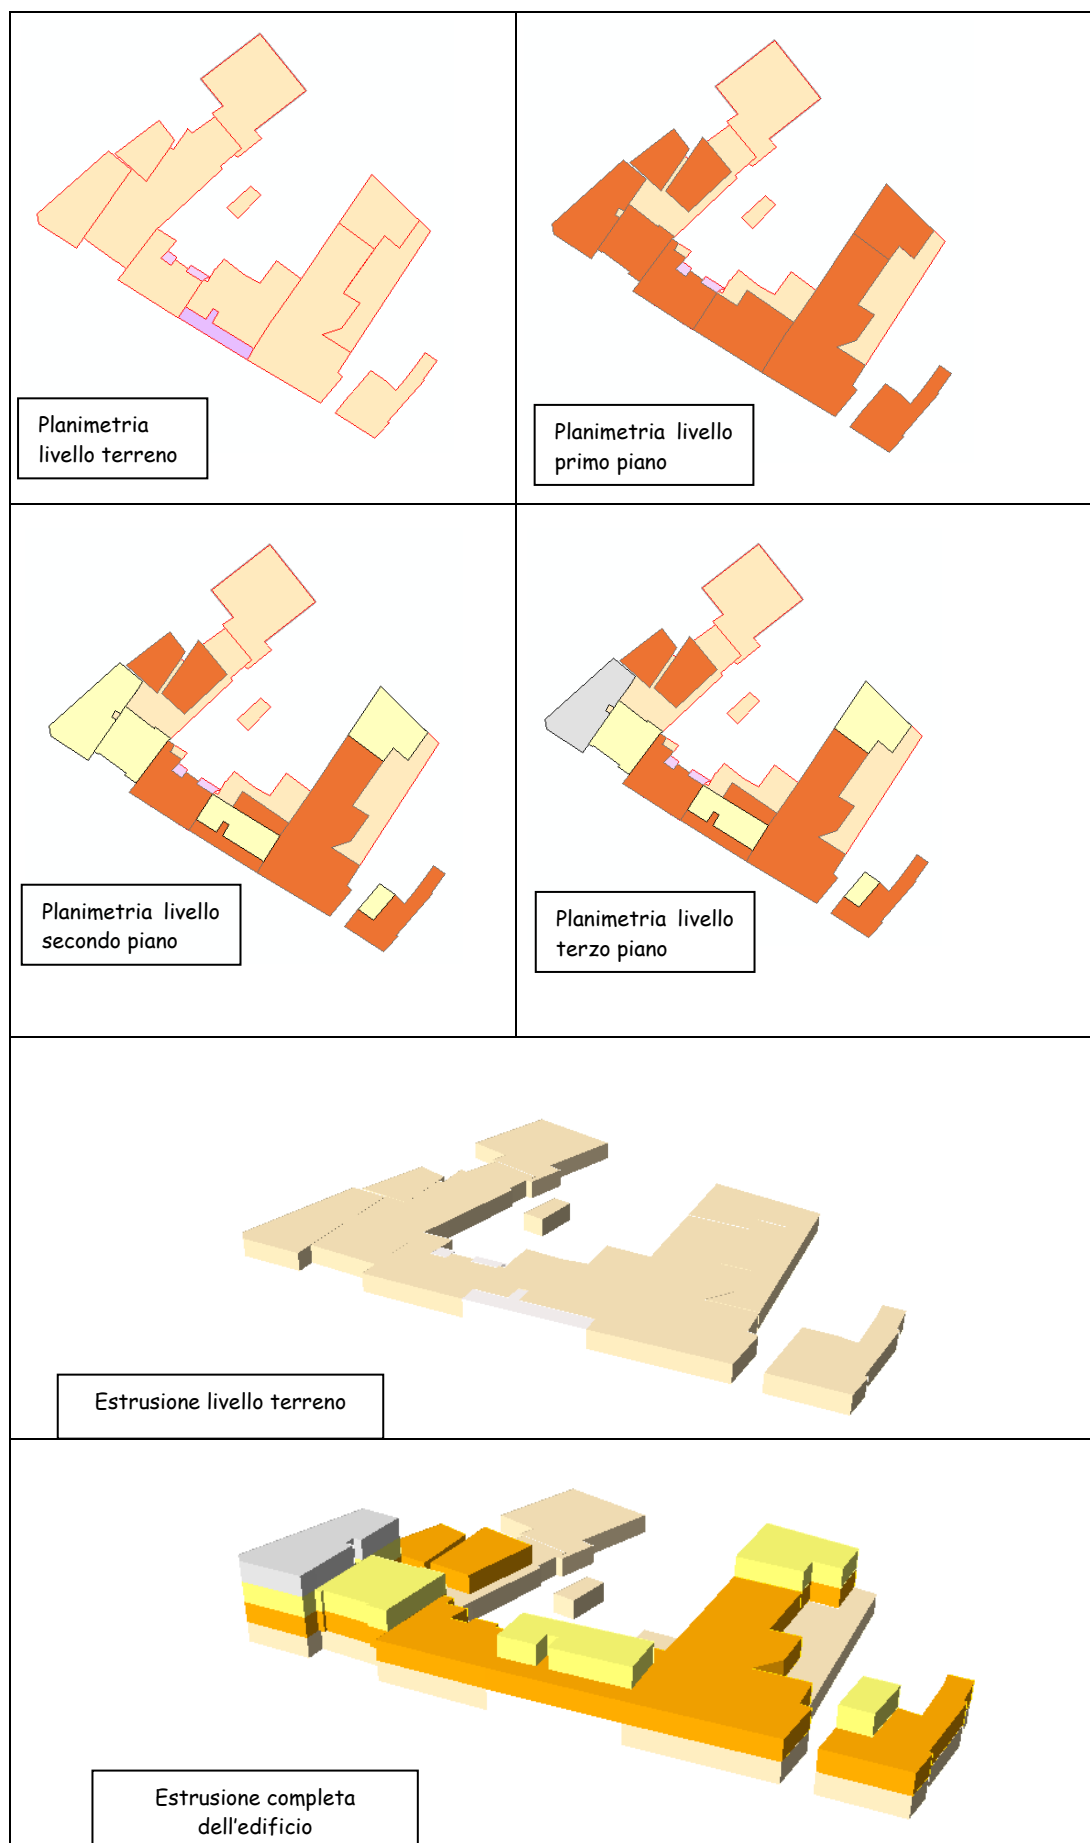 Planimetria
livello terreno
Planimetria livello
primo piano
Planimetria livello
secondo piano
Planimetria livello
terzo piano
Estrusione livello terreno
Estrusione completa
dell'edificio